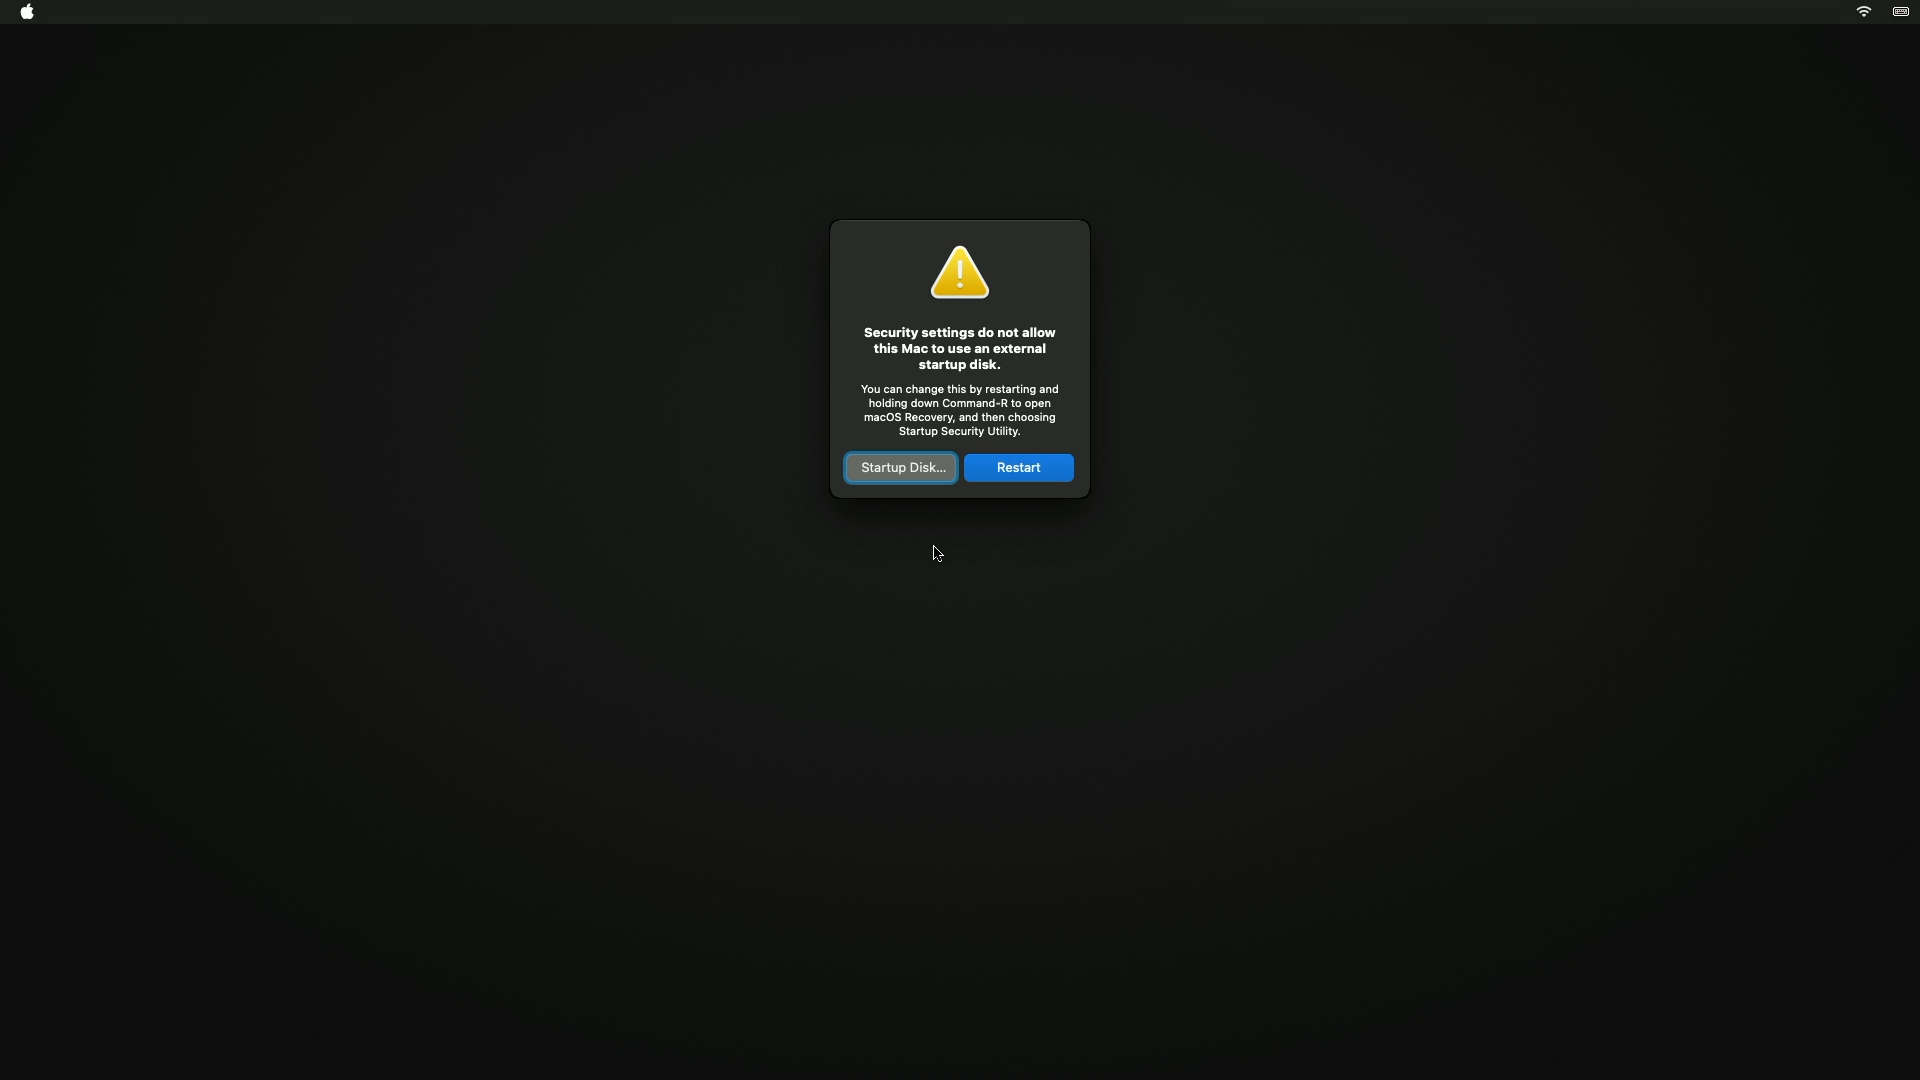 Security settings do not allow
this Mac to use an external
startup disk.
You can change this by restarting and
holding down Command-R to open
macOS Recovery, and then choosing
Startup Security Utility.
Startup Disk... Restart